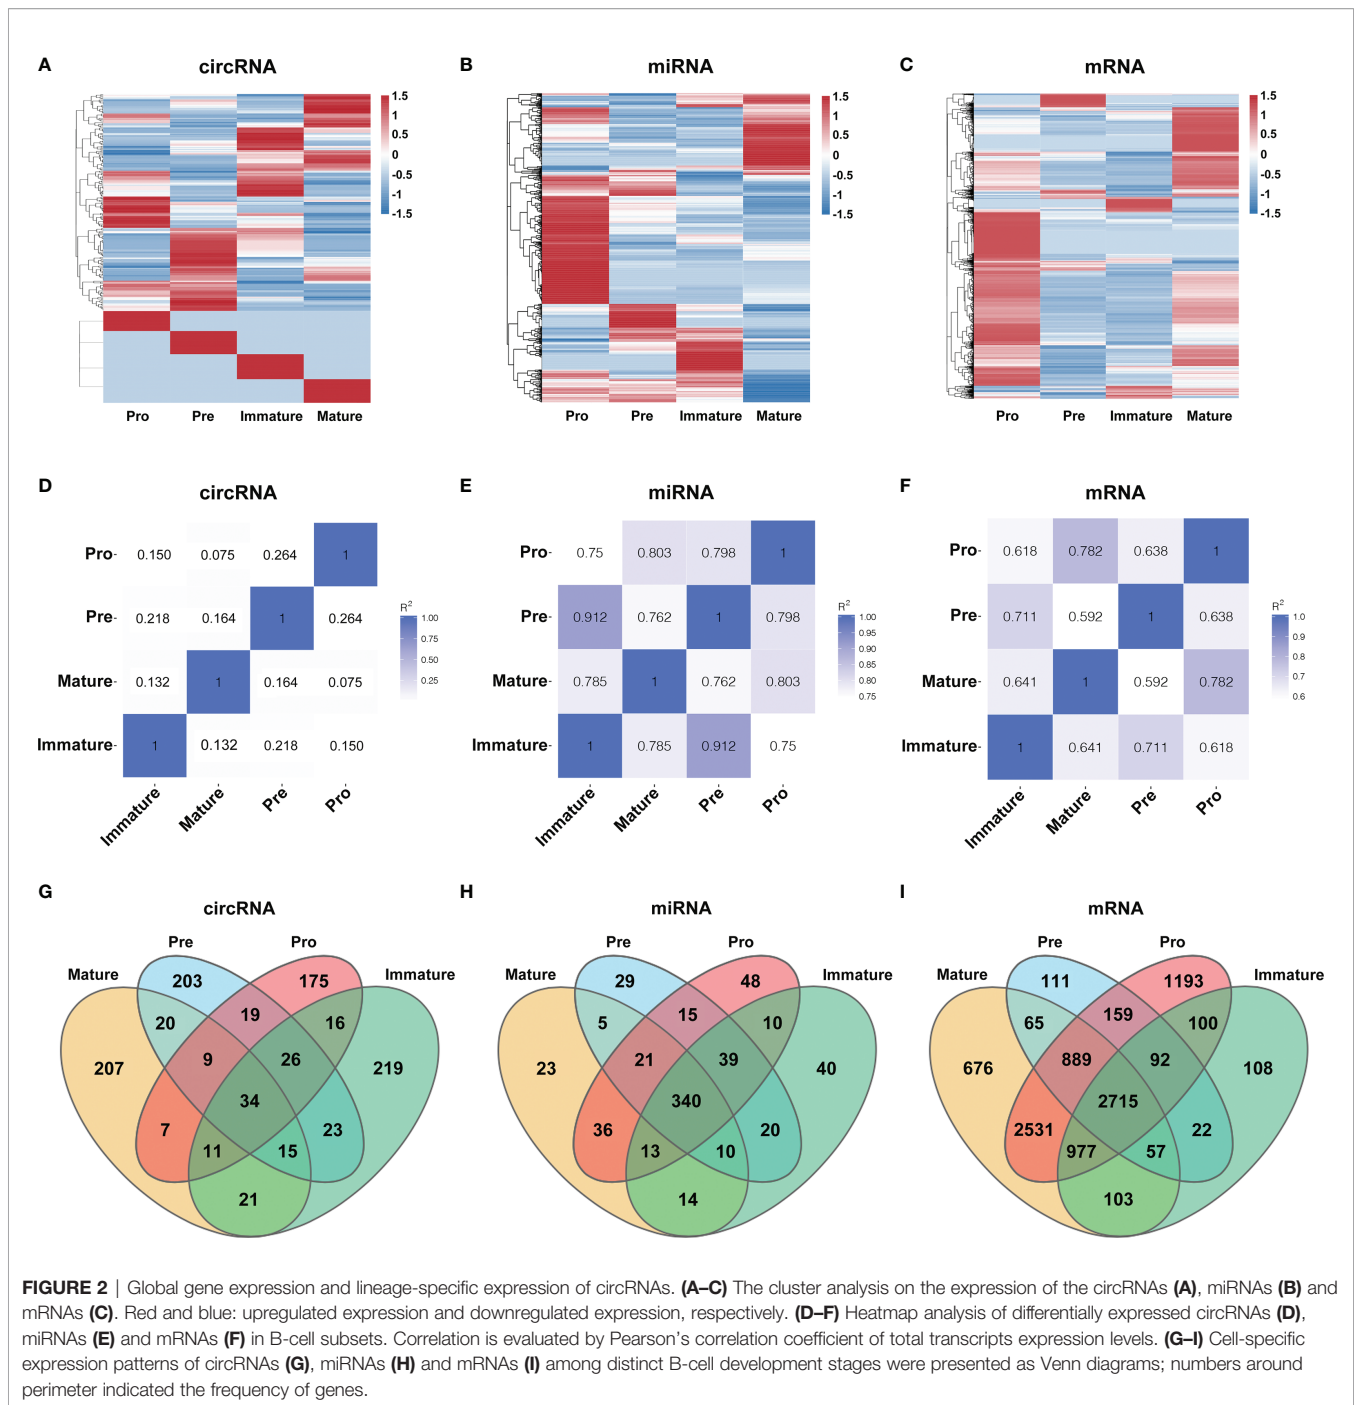 A
circRNA
1.5
1
0.5
0
-0.5
-1
-1.5
Pro Pre Immature Mature
B
miRNA
1.5
1
0.5
0
-0.5
-1
-1.5
Pro Pre Immature Mature
C
mRNA
1.5
1
0.5
0
-0.5
-1
-1.5
Pro Pre Immature Mature
D
circRNA
Pro 0.150 0.075 0.264 1
Pre 0.218 0.164 1 0.264
Mature 0.132 1 0.164 0.075
Immature 1 0.132 0.218 0.150
Immature Mature Pre Pro
R²
1.00
0.75
0.50
0.25
E
miRNA
Pro 0.75 0.803 0.798 1
Pre 0.912 0.762 1 0.798
Mature 0.785 1 0.762 0.803
Immature 1 0.785 0.912 0.75
Immature Mature Pre Pro
R²
1.00
0.95
0.90
0.85
0.80
0.75
F
mRNA
Pro 0.618 0.782 0.638 1
Pre 0.711 0.592 1 0.638
Mature 0.641 1 0.592 0.782
Immature 1 0.641 0.711 0.618
Immature Mature Pre Pro
R²
1.0
0.9
0.8
0.7
0.6
G
circRNA
Pre Pro
Mature Immature
203 175
20 19 16
207 9 26 219
34
7 23
11 15
21
H
miRNA
Pre Pro
Mature Immature
29 48
5 15 10
23 21 39 40
340
36 20
13 10
14
I
mRNA
Pre Pro
Mature Immature
111 1193
65 159 100
676 889 92 108
2715
2531 22
977 57
103
FIGURE 2 | Global gene expression and lineage-specific expression of circRNAs. (A–C) The cluster analysis on the expression of the circRNAs (A), miRNAs (B) and
mRNAs (C). Red and blue: upregulated expression and downregulated expression, respectively. (D–F) Heatmap analysis of differentially expressed circRNAs (D),
miRNAs (E) and mRNAs (F) in B-cell subsets. Correlation is evaluated by Pearson's correlation coefficient of total transcripts expression levels. (G–I) Cell-specific
expression patterns of circRNAs (G), miRNAs (H) and mRNAs (I) among distinct B-cell development stages were presented as Venn diagrams; numbers around
perimeter indicated the frequency of genes.